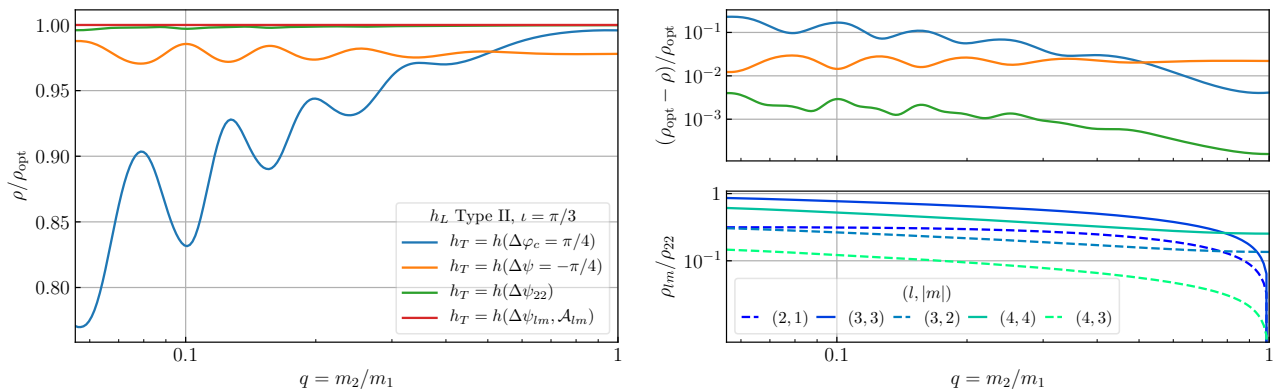 1.00
0.95
0.90
0.85
0.80
ρ/ρ_opt
h_L Type II, ι = π/3
h_T = h(Δφ_c = π/4)
h_T = h(Δψ = −π/4)
h_T = h(Δψ_22)
h_T = h(Δψ_lm, 𝒜_lm)
0.1
1
q = m_2/m_1
10^−1
10^−2
10^−3
(ρ_opt − ρ)/ρ_opt
1
10^−1
ρ_lm/ρ_22
(l, |m|)
(2, 1) (3, 3) (3, 2) (4, 4) (4, 3)
0.1
1
q = m_2/m_1